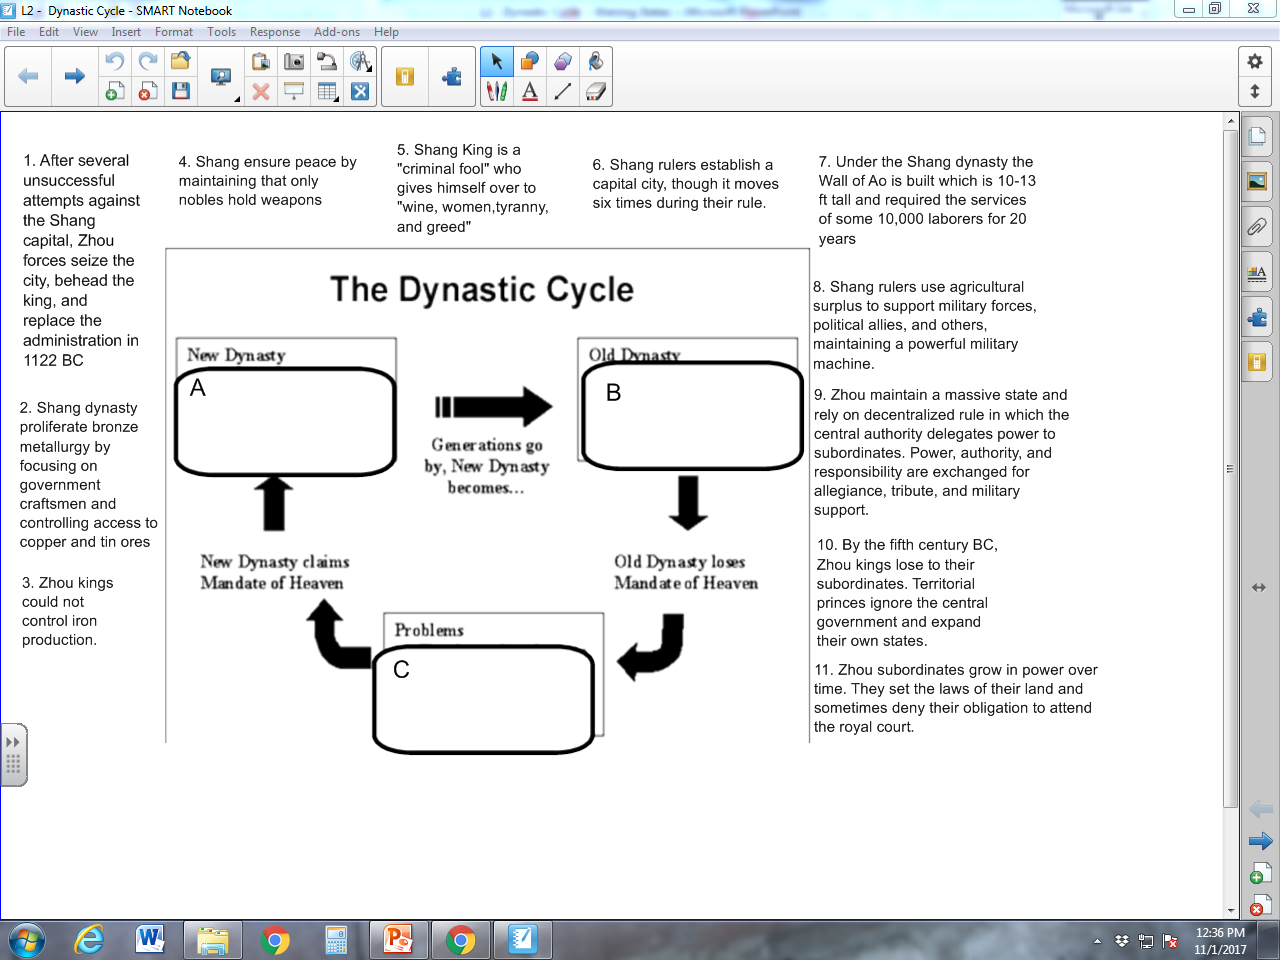 L2 - Dynastic Cycle - SMART Notebook
File Edit View Insert Format Tools Response Add-ons Help
1. After several
unsuccessful
attempts against
the Shang
capital, Zhou
forces seize the
city, behead the
king, and
replace the
administration in
1122 BC
2. Shang dynasty
proliferate bronze
metallurgy by
focusing on
government
craftsmen and
controlling access to
copper and tin ores
3. Zhou kings
could not
control iron
production.
4. Shang ensure peace by
maintaining that only
nobles hold weapons
5. Shang King is a
"criminal fool" who
gives himself over to
"wine, women,tyranny,
and greed"
6. Shang rulers establish a
capital city, though it moves
six times during their rule.
7. Under the Shang dynasty the
Wall of Ao is built which is 10-13
ft tall and required the services
of some 10,000 laborers for 20
years
8. Shang rulers use agricultural
surplus to support military forces,
political allies, and others,
maintaining a powerful military
machine.
9. Zhou maintain a massive state and
rely on decentralized rule in which the
central authority delegates power to
subordinates. Power, authority, and
responsibility are exchanged for
allegiance, tribute, and military
support.
10. By the fifth century BC,
Zhou kings lose to their
subordinates. Territorial
princes ignore the central
government and expand
their own states.
11. Zhou subordinates grow in power over
time. They set the laws of their land and
sometimes deny their obligation to attend
the royal court.
The Dynastic Cycle
New Dynasty
A
Generations go
by, New Dynasty
becomes...
Old Dynasty
B
Old Dynasty loses
Mandate of Heaven
Problems
C
New Dynasty claims
Mandate of Heaven
12:36 PM
11/1/2017